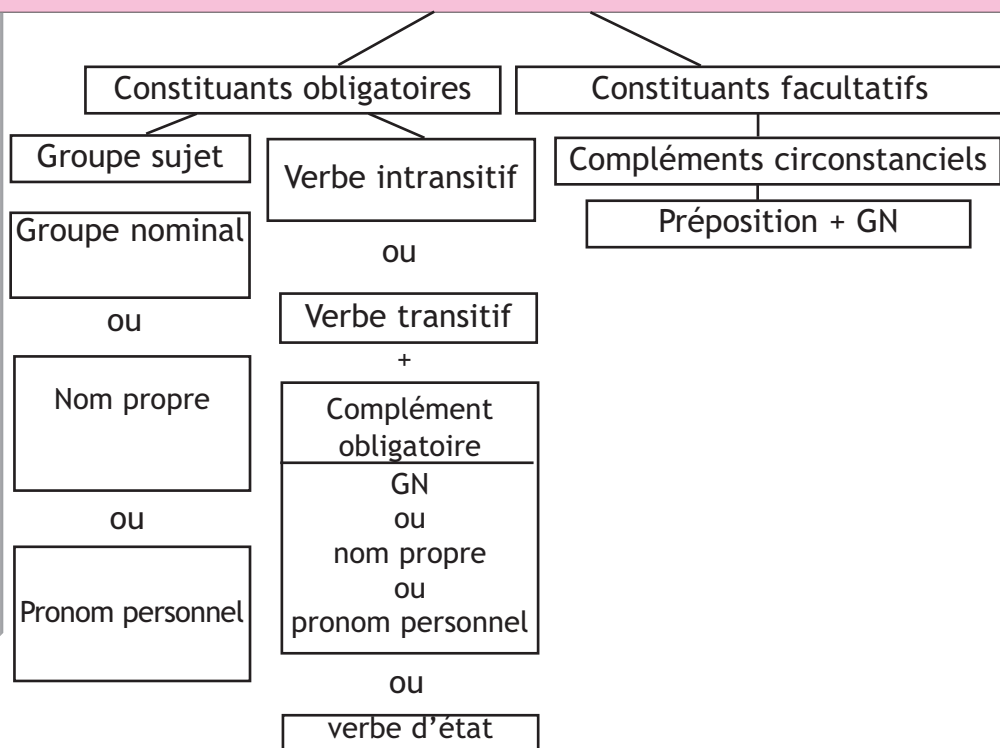 Constituants obligatoires
Constituants facultatifs
Groupe sujet
Groupe nominal
ou
Nom propre
ou
Pronom personnel
Verbe intransitif
ou
Verbe transitif
+
Complément
obligatoire
GN
ou
nom propre
ou
pronom personnel
ou
verbe d’état
Compléments circonstanciels
Préposition + GN